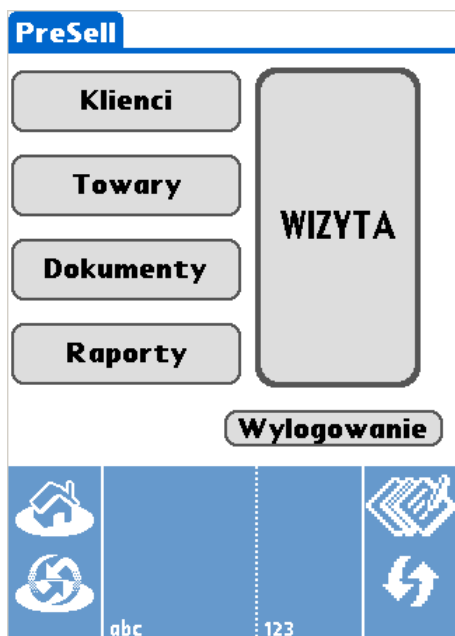 PreSell
Klienci
Towary
WIZYTA
Dokumenty
Raporty
Wylogowanie
abc 123